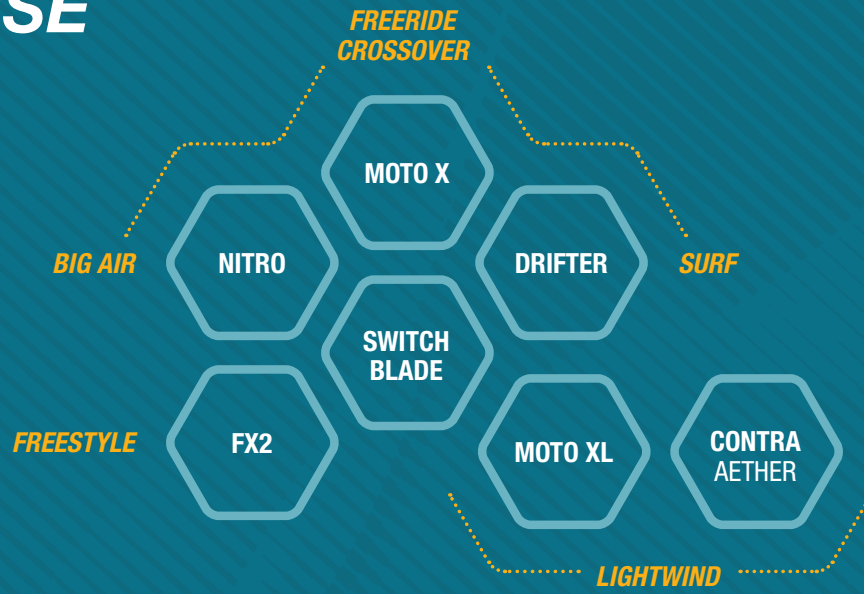 SE
FREERIDE
CROSSOVER
MOTO X
BIG AIR
NITRO
DRIFTER
SURF
SWITCH
BLADE
FREESTYLE
FX2
MOTO XL
CONTRA
AETHER
LIGHTWIND